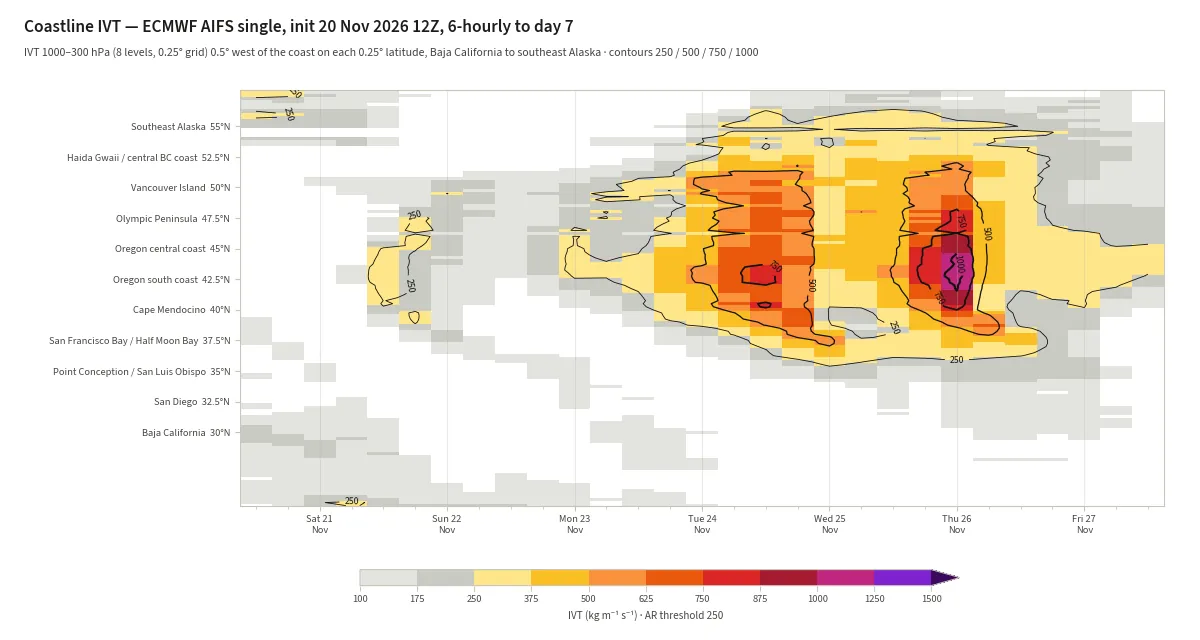 Coastline IVT — ECMWF AIFS single, init 20 Nov 2026 12Z, 6-hourly to day 7
IVT 1000–300 hPa (8 levels, 0.25° grid) 0.5° west of the coast on each 0.25° latitude, Baja California to southeast Alaska · contours 250 / 500 / 750 / 1000
250
Southeast Alaska 55°N
Haida Gwaii / central BC coast 52.5°N
Vancouver Island 50°N
Olympic Peninsula 47.5°N
250
750
500
Oregon central coast 45°N
1000
Oregon south coast 42.5°N
750
250
500
750
Cape Mendocino 40°N
250
San Francisco Bay / Half Moon Bay 37.5°N
250
Point Conception / San Luis Obispo 35°N
San Diego 32.5°N
Baja California 30°N
250
Sat 21 Sun 22 Mon 23 Tue 24 Wed 25 Thu 26 Fri 27
Nov Nov Nov Nov Nov Nov Nov
100 175 250 375 500 625 750 875 1000 1250 1500
IVT (kg m⁻¹ s⁻¹) · AR threshold 250